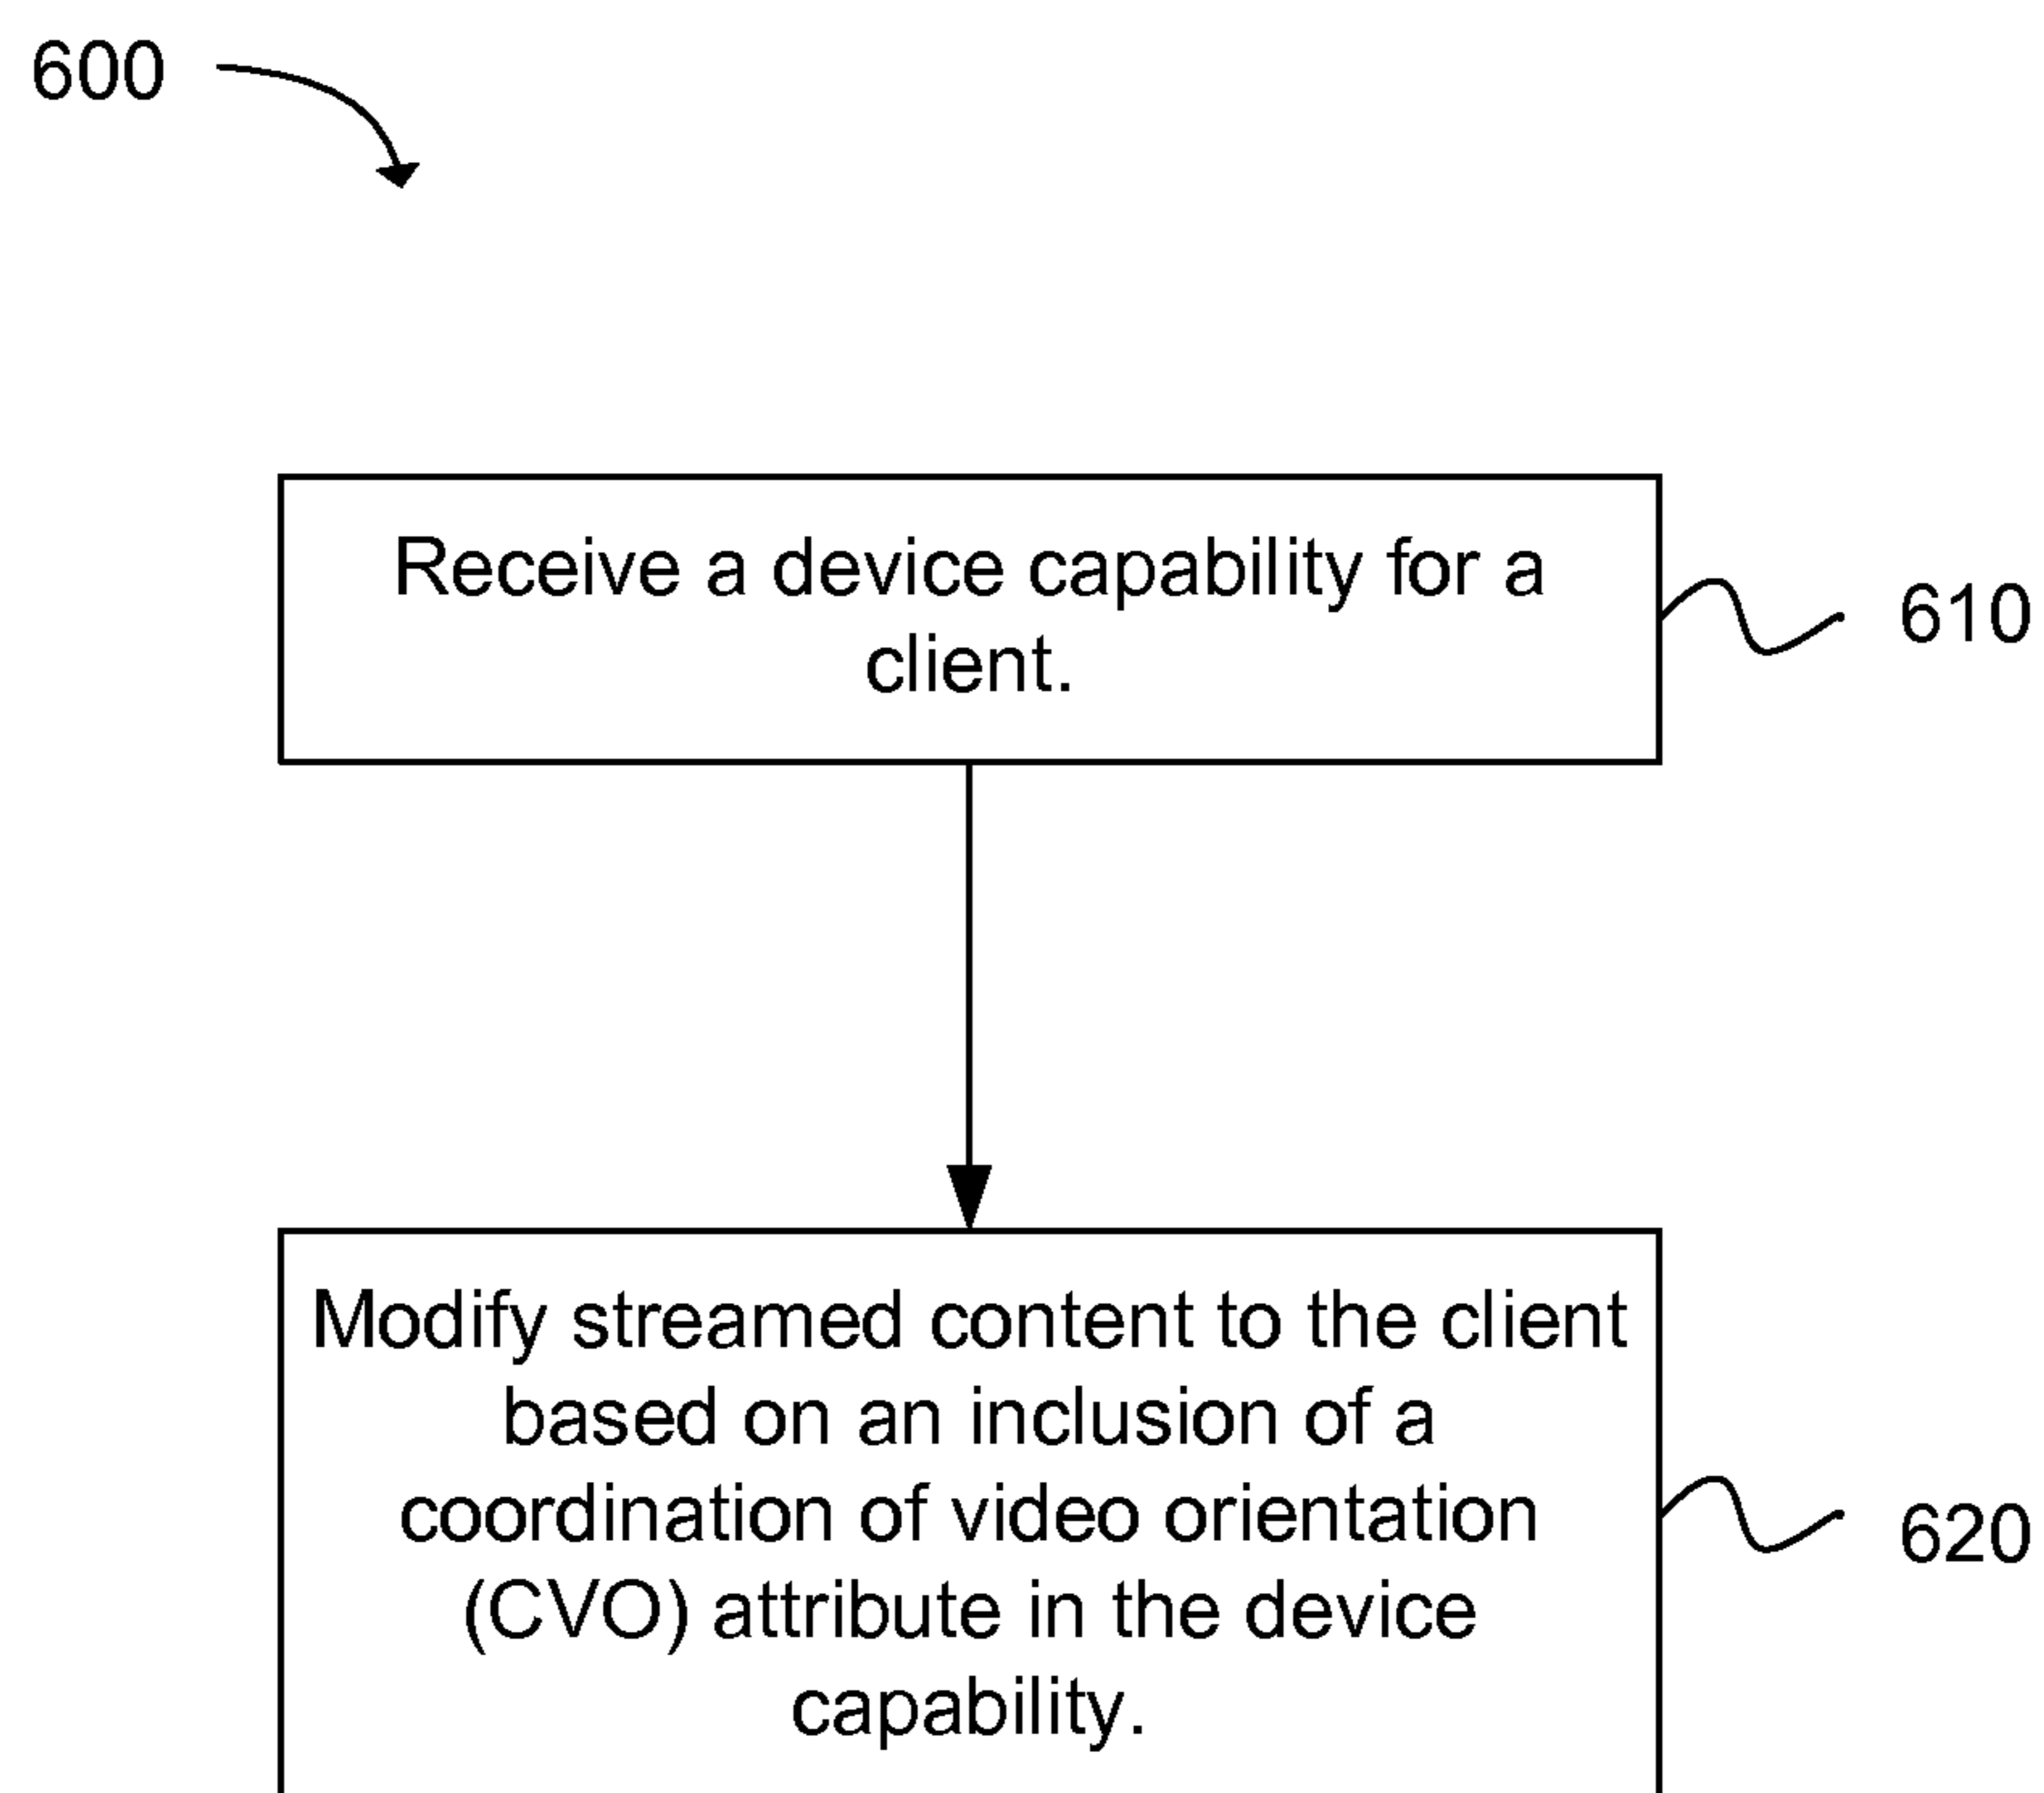 600
Receive a device capability for a
client.
610
Modify streamed content to the client
based on an inclusion of a
coordination of video orientation
(CVO) attribute in the device
capability.
620